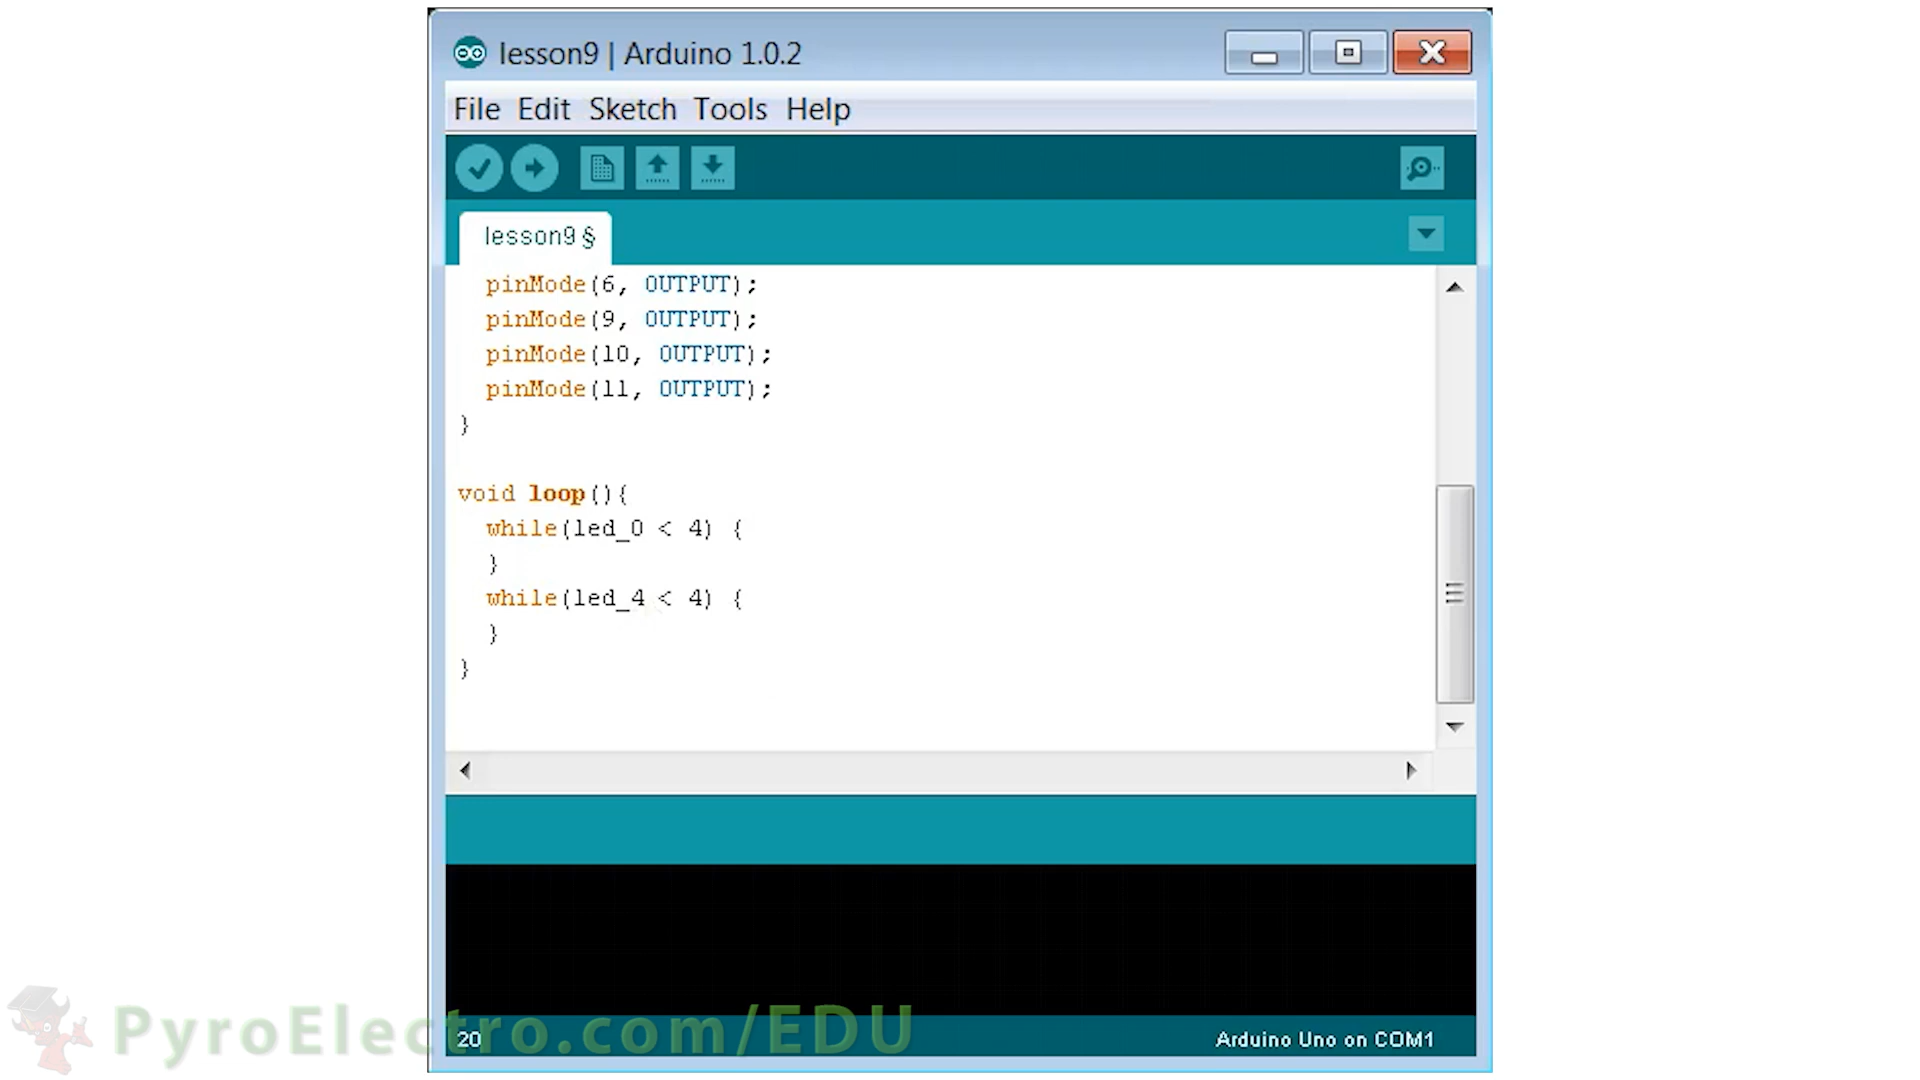 lesson9 | Arduino 1.0.2
File Edit Sketch Tools Help
lesson9 §
pinMode(6, OUTPUT);
pinMode(9, OUTPUT);
pinMode(10, OUTPUT);
pinMode(11, OUTPUT);
}
void loop(){
while(led_0 < 4) {
}
while(led_4 < 4) {
}
}
PyroElectro.com/EDU
20
Arduino Uno on COM1